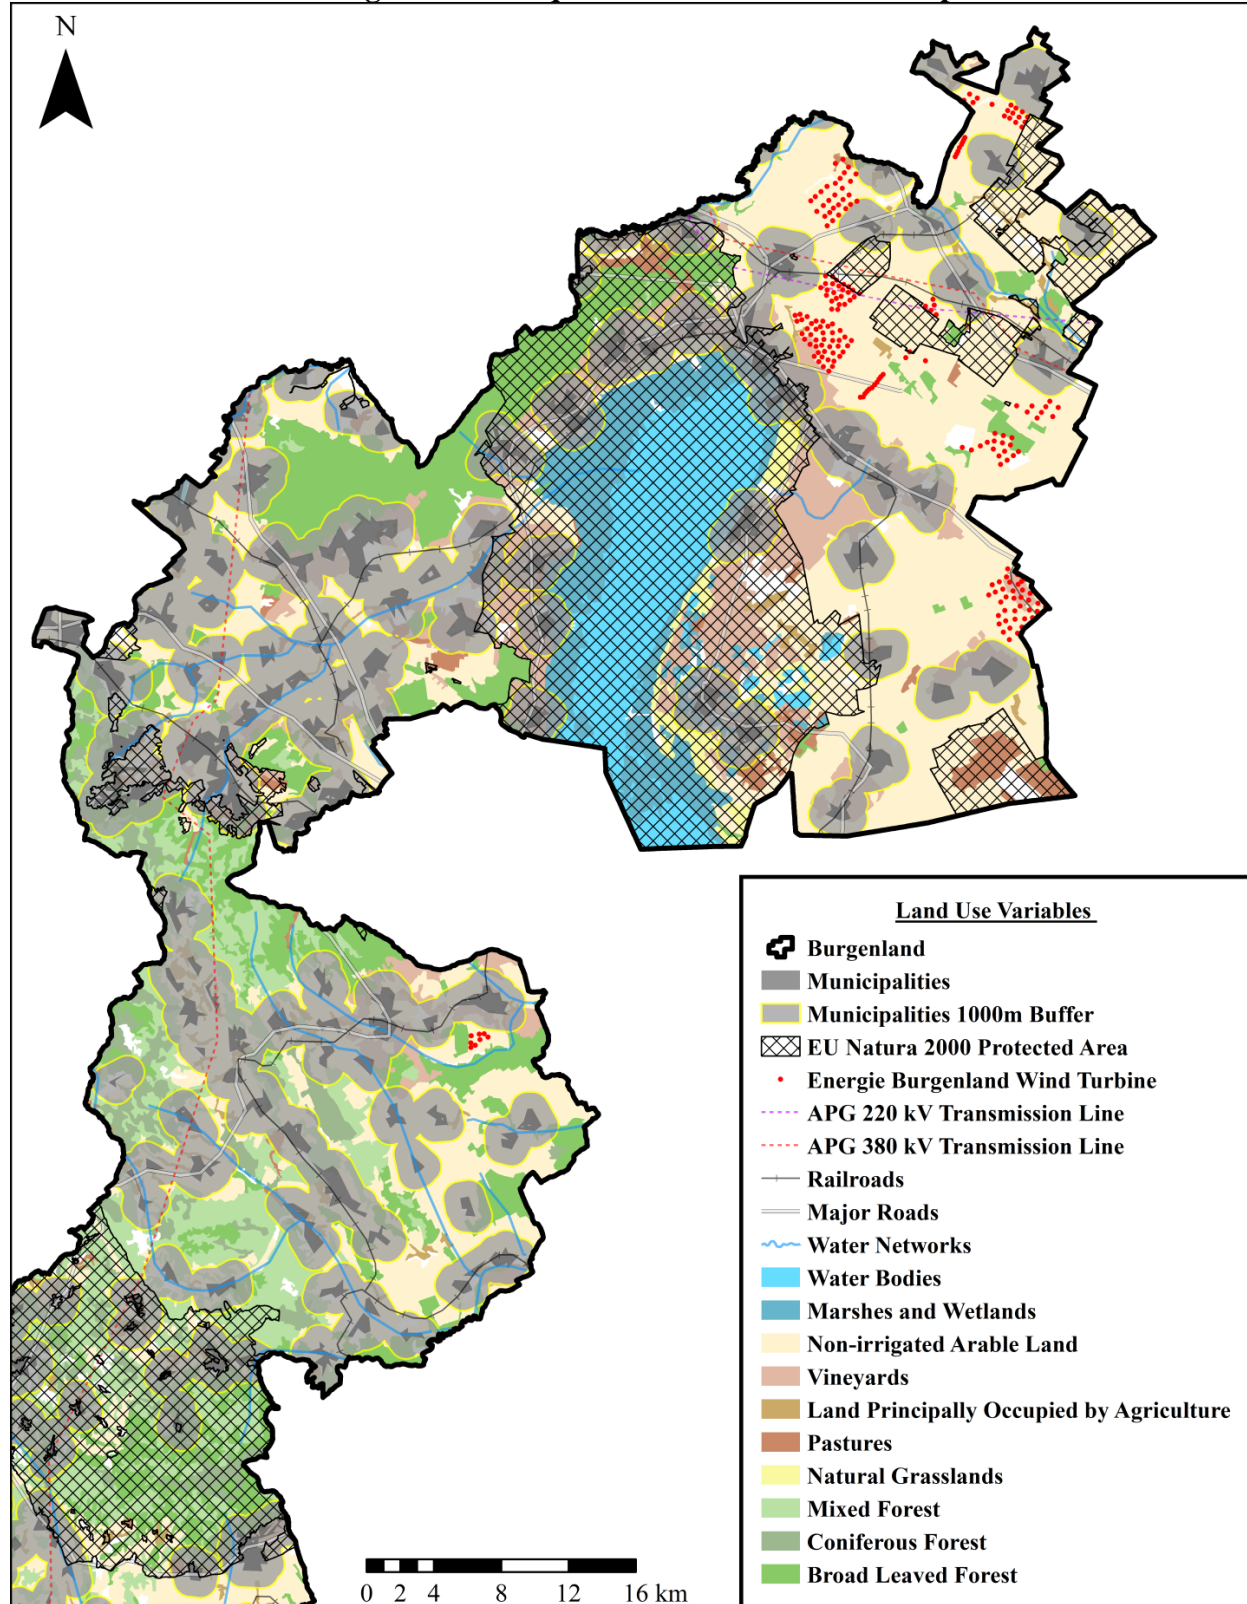 N
Land Use Variables
Burgenland
Municipalities
Municipalities 1000m Buffer
EU Natura 2000 Protected Area
Energie Burgenland Wind Turbine
APG 220 kV Transmission Line
APG 380 kV Transmission Line
Railroads
Major Roads
Water Networks
Water Bodies
Marshes and Wetlands
Non-irrigated Arable Land
Vineyards
Land Principally Occupied by Agriculture
Pastures
Natural Grasslands
Mixed Forest
Coniferous Forest
Broad Leaved Forest
0 2 4 8 12 16 km